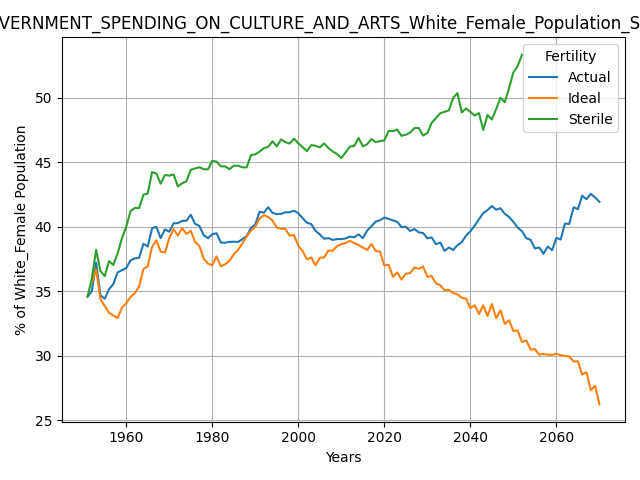 VERNMENT_SPENDING_ON_CULTURE_AND_ARTS_White_Female_Population_S
Fertility
Actual
Ideal
Sterile
% of White_Female Population
50
45
40
35
30
25
1960
1980
2000
2020
2040
2060
Years